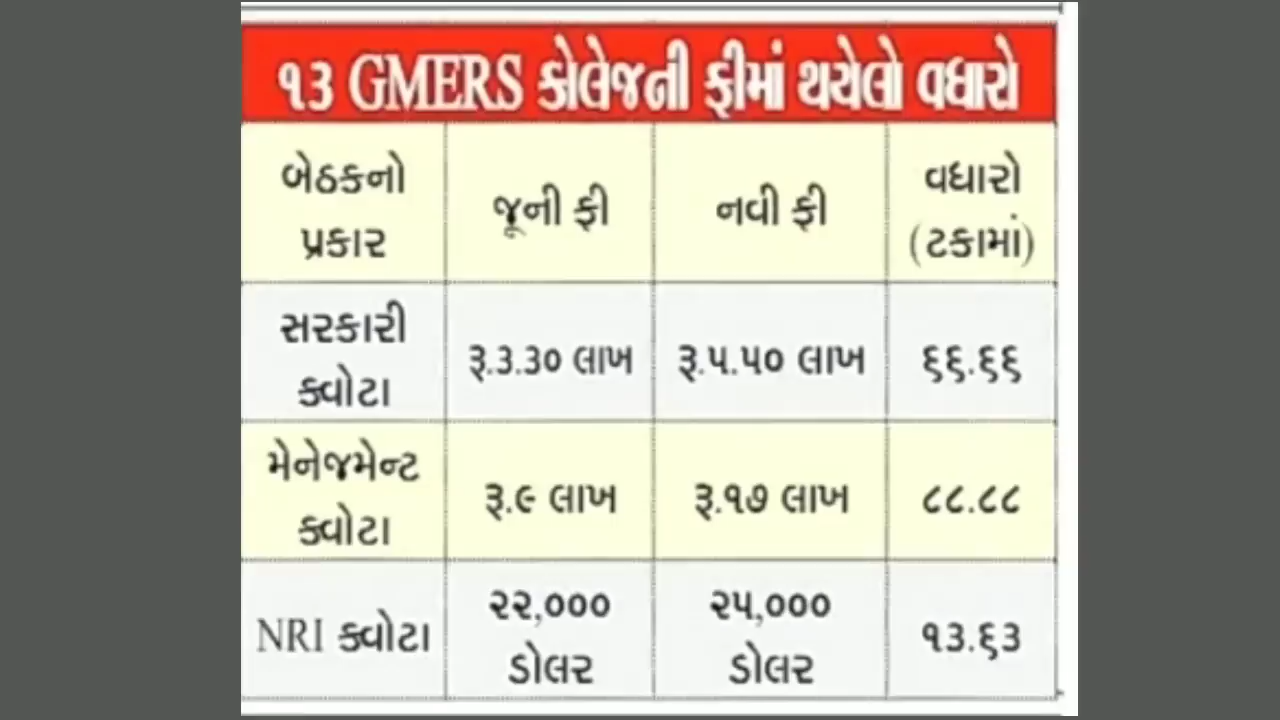 ૧૩ GMERS કોલેજની ફીમાં થયેલો વધારો
બેઠકનો પ્રકાર જૂની ફી નવી ફી વધારો (ટકામાં)
સરકારી ક્વોટા રૂ.૩.૩૦ લાખ રૂ.૫.૫૦ લાખ ૬૬.૬૬
મેનેજમેન્ટ ક્વોટા રૂ.૯ લાખ રૂ.૧૭ લાખ ૮૮.૮૮
NRI ક્વોટા ૨૨,૦૦૦ ડોલર ૨૫,૦૦૦ ડોલર ૧૩.૬૩